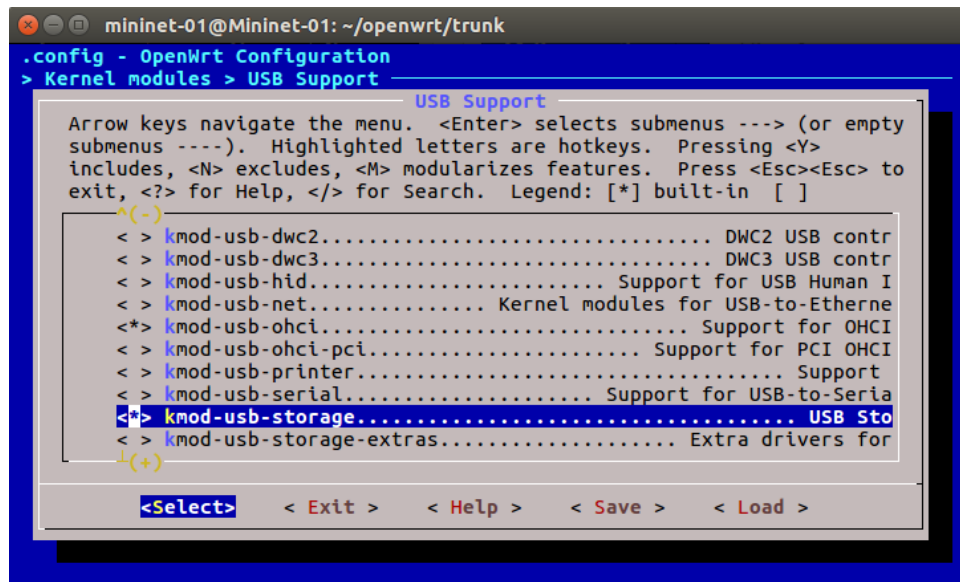 mininet-01@Mininet-01: ~/openwrt/trunk
.config - OpenWrt Configuration
> Kernel modules > USB Support
USB Support
Arrow keys navigate the menu.  <Enter> selects submenus ---> (or empty
submenus ----).  Highlighted letters are hotkeys.  Pressing <Y>
includes, <N> excludes, <M> modularizes features.  Press <Esc><Esc> to
exit, <?> for Help, </> for Search.  Legend: [*] built-in  [ ]
^(-)
< > kmod-usb-dwc2................................. DWC2 USB contr
< > kmod-usb-dwc3................................. DWC3 USB contr
< > kmod-usb-hid.......................... Support for USB Human I
< > kmod-usb-net............... Kernel modules for USB-to-Etherne
<*> kmod-usb-ohci............................... Support for OHCI
< > kmod-usb-ohci-pci....................... Support for PCI OHCI
< > kmod-usb-printer.................................... Support
< > kmod-usb-serial..................... Support for USB-to-Seria
<*> kmod-usb-storage..................................... USB Sto
< > kmod-usb-storage-extras.................... Extra drivers for
┴(+)
<Select>    < Exit >    < Help >    < Save >    < Load >